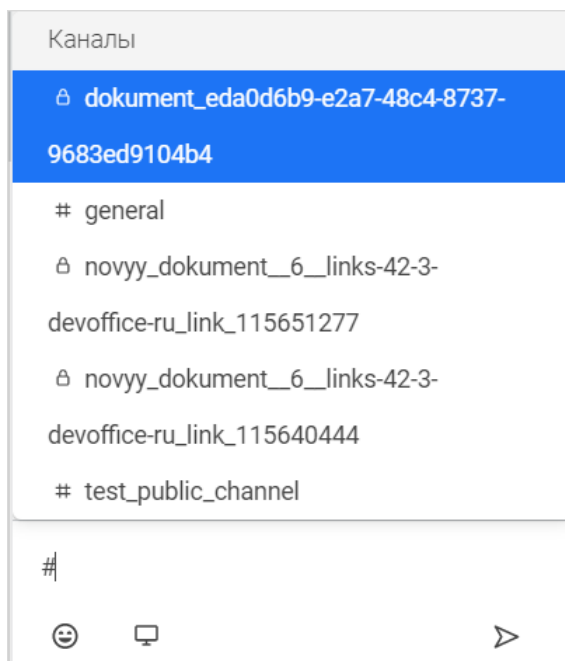 Каналы
dokument_eda0d6b9-e2a7-48c4-8737-
9683ed9104b4
# general
novyy_dokument__6__links-42-3-
devoffice-ru_link_115651277
novyy_dokument__6__links-42-3-
devoffice-ru_link_115640444
# test_public_channel
#